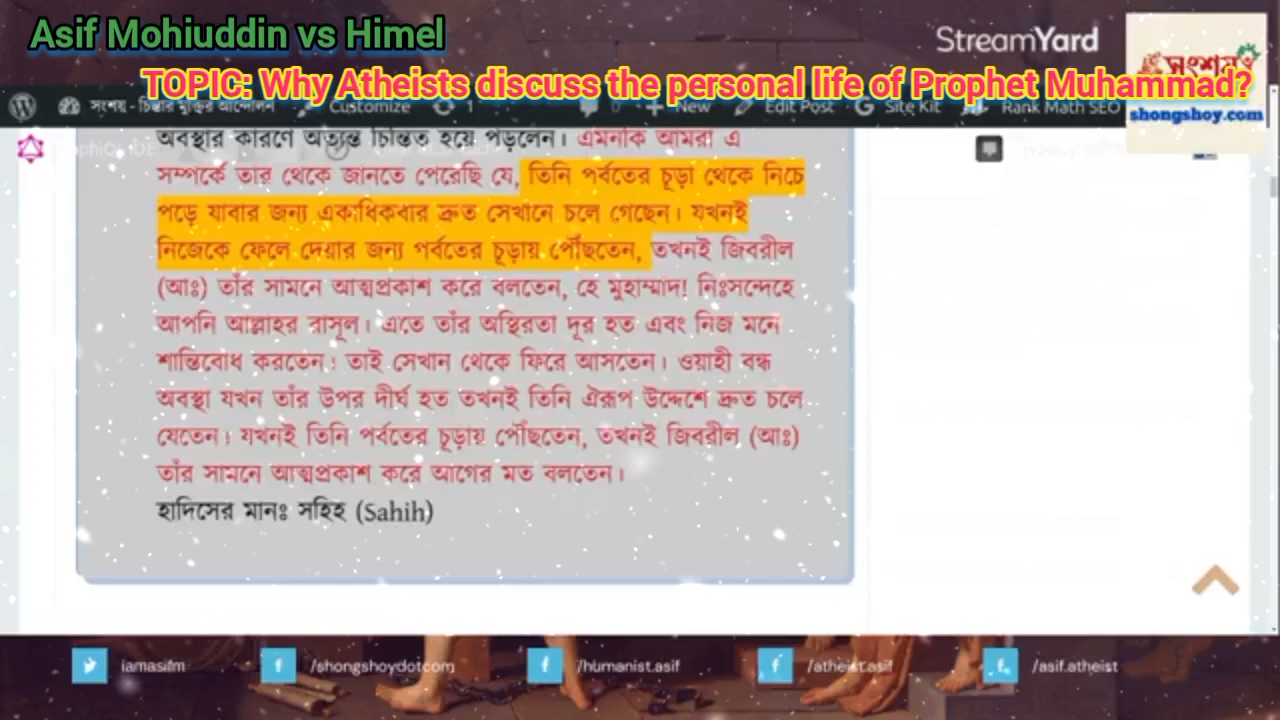 Asif Mohiuddin vs Himel
StreamYard
সংশয়
TOPIC: Why Atheists discuss the personal life of Prophet Muhammad?
সংশয় - চিন্তার মুক্তির আন্দোলন Customize 1 New Edit Post Site Kit Rank Math SEO
shongshoy.com
অবস্থার কারণে অত্যন্ত চিন্তিত হয়ে পড়লেন। এমনকি আমরা এ
সম্পর্কে তার থেকে জানতে পেরেছি যে, তিনি পর্বতের চূড়া থেকে নিচে
পড়ে যাবার জন্য একাধিকবার দ্রুত সেখানে চলে গেছেন। যখনই
নিজেকে ফেলে দেয়ার জন্য পর্বতের চূড়ায় পৌঁছতেন, তখনই জিবরীল
(আঃ) তাঁর সামনে আত্মপ্রকাশ করে বলতেন, হে মুহাম্মাদ! নিঃসন্দেহে
আপনি আল্লাহর রাসূল। এতে তাঁর অস্থিরতা দূর হত এবং নিজ মনে
শান্তিবোধ করতেন। তাই সেখান থেকে ফিরে আসতেন। ওয়াহী বন্ধ
অবস্থা যখন তাঁর উপর দীর্ঘ হত তখনই তিনি ঐরূপ উদ্দেশে দ্রুত চলে
যেতেন। যখনই তিনি পর্বতের চূড়ায় পৌঁছতেন, তখনই জিবরীল (আঃ)
তাঁর সামনে আত্মপ্রকাশ করে আগের মত বলতেন।
হাদিসের মানঃ সহিহ (Sahih)
iamasifm /shongshoydotcom /humanist.asif /atheist.asif /asif.atheist